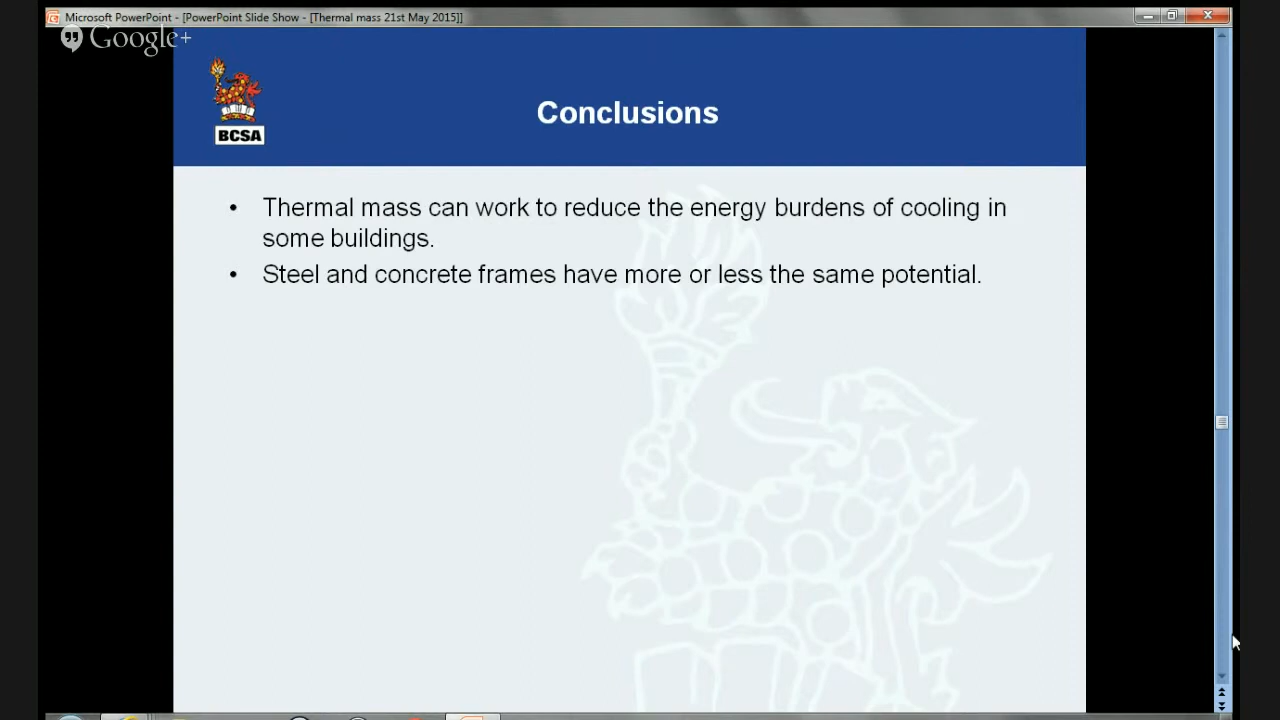 Microsoft PowerPoint - [PowerPoint Slide Show - [Thermal mass 21st May 2015]]
Google+
BCSA
Conclusions
• Thermal mass can work to reduce the energy burdens of cooling in
some buildings.
• Steel and concrete frames have more or less the same potential.